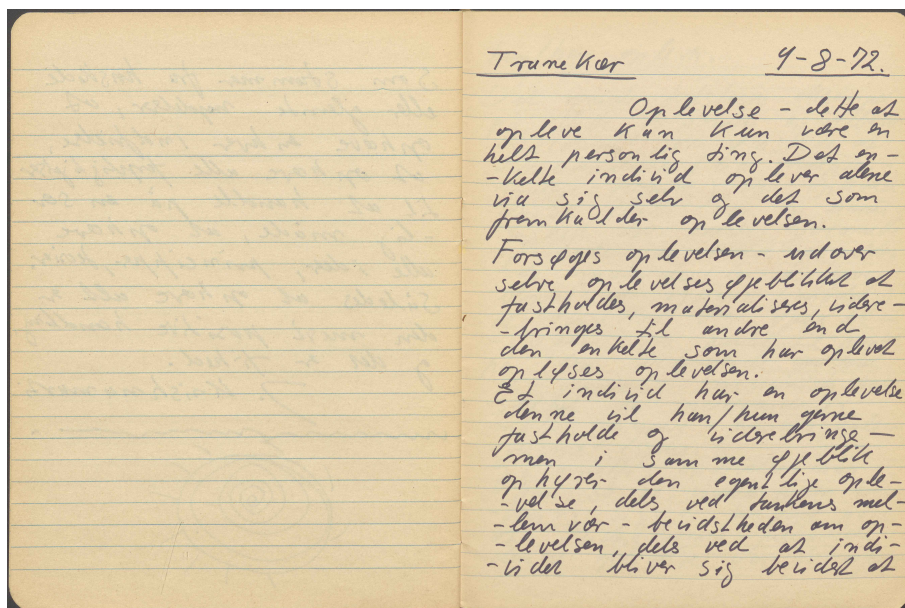 Tranekær 4-8-72.
Oplevelse - dette at
opleve kan kun være en
helt personlig ting. Det en-
-kelte individ oplever alene
via sig selv og det som
fremkalder oplevelsen.
Forsøges oplevelsen - udover
selve oplevelsesøjeblikket at
fastholdes, materialiseres, videre-
-bringes til andre end
den enkelte som har oplevet
opløses oplevelsen.
Et individ har en oplevelse
denne vil han/hun gerne
fastholde og viderebringe -
men i samme øjeblik
ophører den egentlige ople-
-velse, dels ved tankens mel-
-lem vær - bevidstheden om op-
-levelsen, dels ved at indi-
-videt bliver sig bevidst at